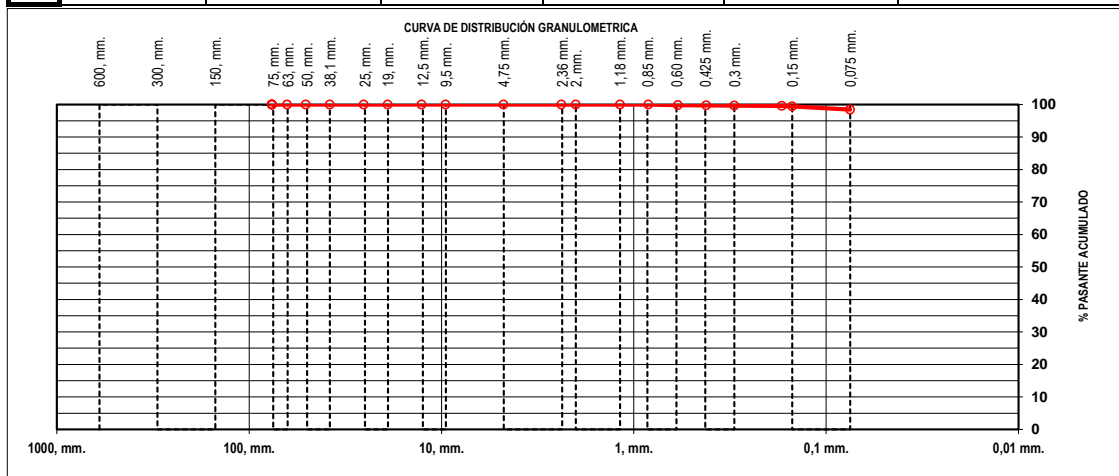 CURVA DE DISTRIBUCIÓN GRANULOMETRICA
600, mm.
300, mm.
150, mm.
75, mm.
63, mm.
50, mm.
38,1 mm.
25, mm.
19, mm.
12,5 mm.
9,5 mm.
4,75 mm.
2,36 mm.
2, mm.
1,18 mm.
0,85 mm.
0,60 mm.
0,425 mm.
0,3 mm.
0,15 mm.
0,075 mm.
100
90
80
70
60
50
40
30
20
10
0
% PASANTE ACUMULADO
1000, mm.
100, mm.
10, mm.
1, mm.
0,1 mm.
0,01 mm.